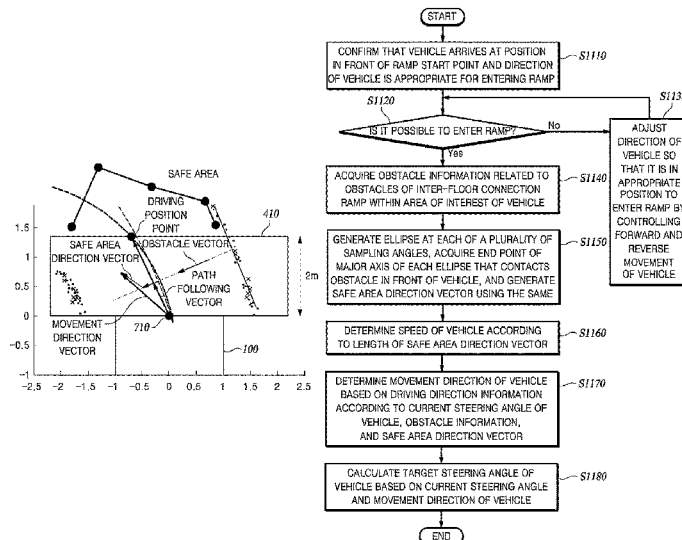 SAFE AREA
DRIVING
POSITION
POINT
SAFE AREA
DIRECTION VECTOR
OBSTACLE VECTOR
PATH
FOLLOWING
VECTOR
MOVEMENT
DIRECTION
VECTOR
710
410
2m
100
1.5
1
0.5
0
-0.5
-1
-2.5 -2 -1.5 -1 -0.5 0 0.5 1 1.5 2 2.5
START
S1110
CONFIRM THAT VEHICLE ARRIVES AT POSITION
IN FRONT OF RAMP START POINT AND DIRECTION
OF VEHICLE IS APPROPRIATE FOR ENTERING RAMP
S1120
IS IT POSSIBLE TO ENTER RAMP?
No
Yes
ADJUST
DIRECTION OF
VEHICLE SO
THAT IT IS IN
APPROPRIATE
POSITION TO
ENTER RAMP BY
CONTROLLING
FORWARD AND
REVERSE
MOVEMENT
OF VEHICLE
S1140
ACQUIRE OBSTACLE INFORMATION RELATED TO
OBSTACLES OF INTER-FLOOR CONNECTION
RAMP WITHIN AREA OF INTEREST OF VEHICLE
S1150
GENERATE ELLIPSE AT EACH OF A PLURALITY OF
SAMPLING ANGLES, ACQUIRE END POINT OF
MAJOR AXIS OF EACH ELLIPSE THAT CONTACTS
OBSTACLE IN FRONT OF VEHICLE, AND GENERATE
SAFE AREA DIRECTION VECTOR USING THE SAME
S1160
DETERMINE SPEED OF VEHICLE ACCORDING
TO LENGTH OF SAFE AREA DIRECTION VECTOR
S1170
DETERMINE MOVEMENT DIRECTION OF VEHICLE
BASED ON DRIVING DIRECTION INFORMATION
ACCORDING TO CURRENT STEERING ANGLE OF
VEHICLE, OBSTACLE INFORMATION,
AND SAFE AREA DIRECTION VECTOR
S1180
CALCULATE TARGET STEERING ANGLE OF
VEHICLE BASED ON CURRENT STEERING ANGLE
AND MOVEMENT DIRECTION OF VEHICLE
END